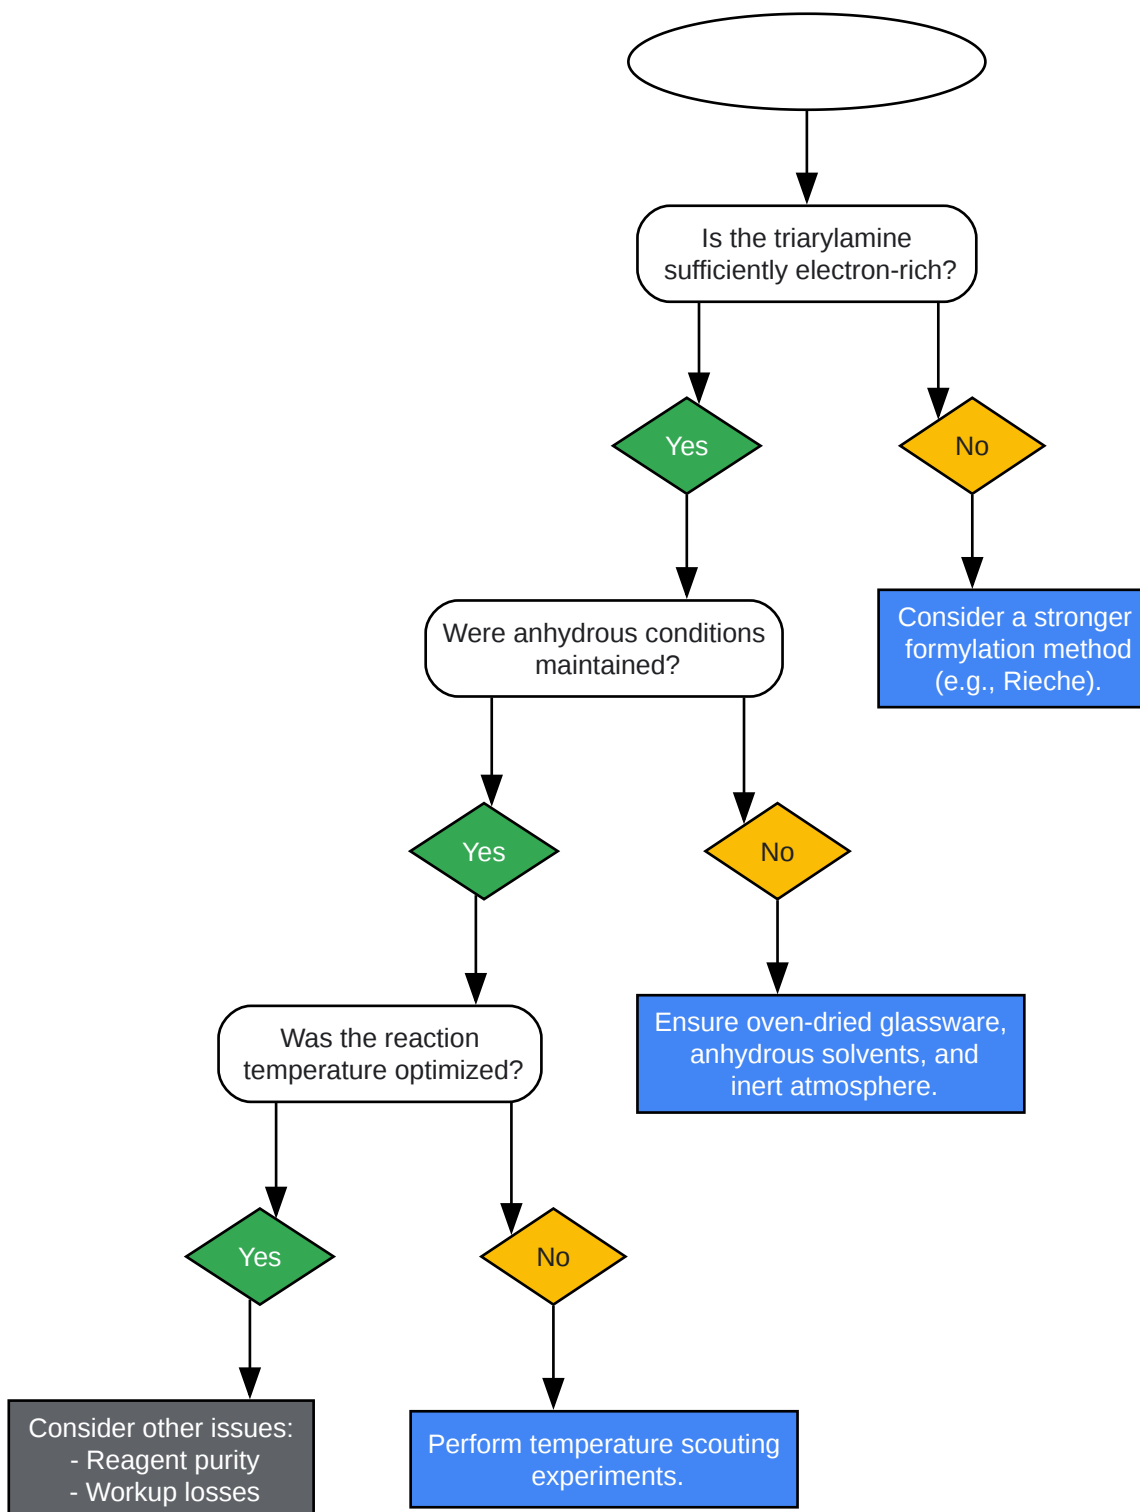 Is the triarylamine
sufficiently electron-rich?
Yes
No
Consider a stronger
formylation method
(e.g., Rieche).
Were anhydrous conditions
maintained?
Yes
No
Ensure oven-dried glassware,
anhydrous solvents, and
inert atmosphere.
Was the reaction
temperature optimized?
Yes
No
Consider other issues:
- Reagent purity
- Workup losses
Perform temperature scouting
experiments.